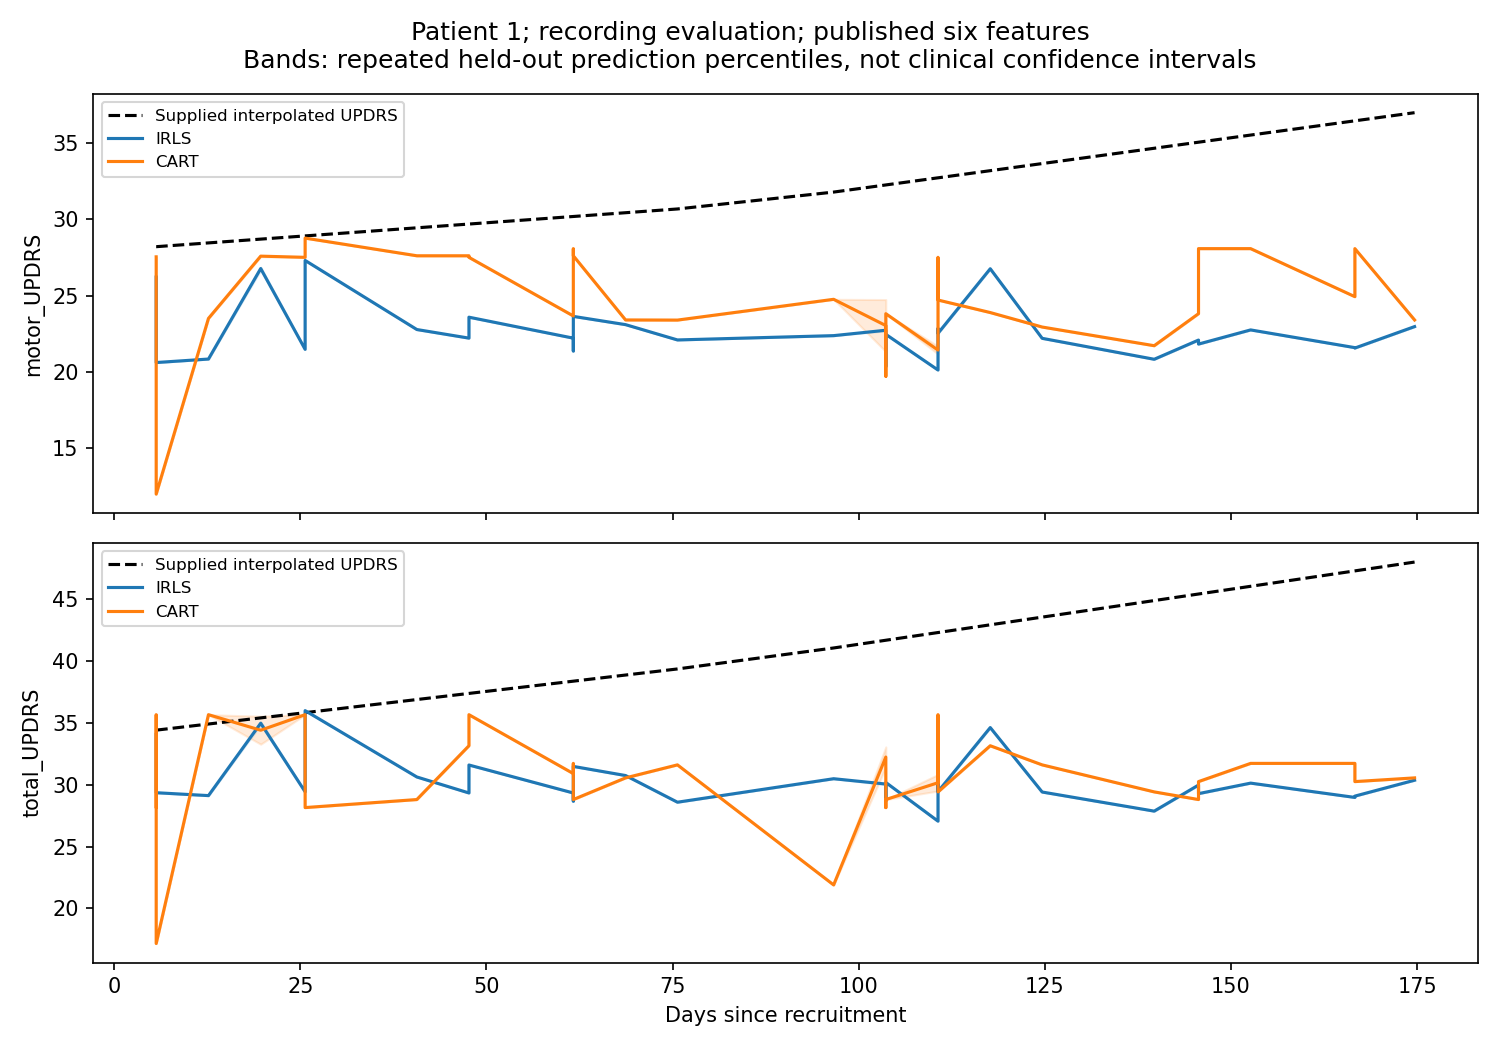 Patient 1; recording evaluation; published six features
Bands: repeated held-out prediction percentiles, not clinical confidence intervals
Supplied interpolated UPDRS
IRLS
CART
motor_UPDRS
35
30
25
20
15
Supplied interpolated UPDRS
IRLS
CART
total_UPDRS
45
40
35
30
25
20
0 25 50 75 100 125 150 175
Days since recruitment